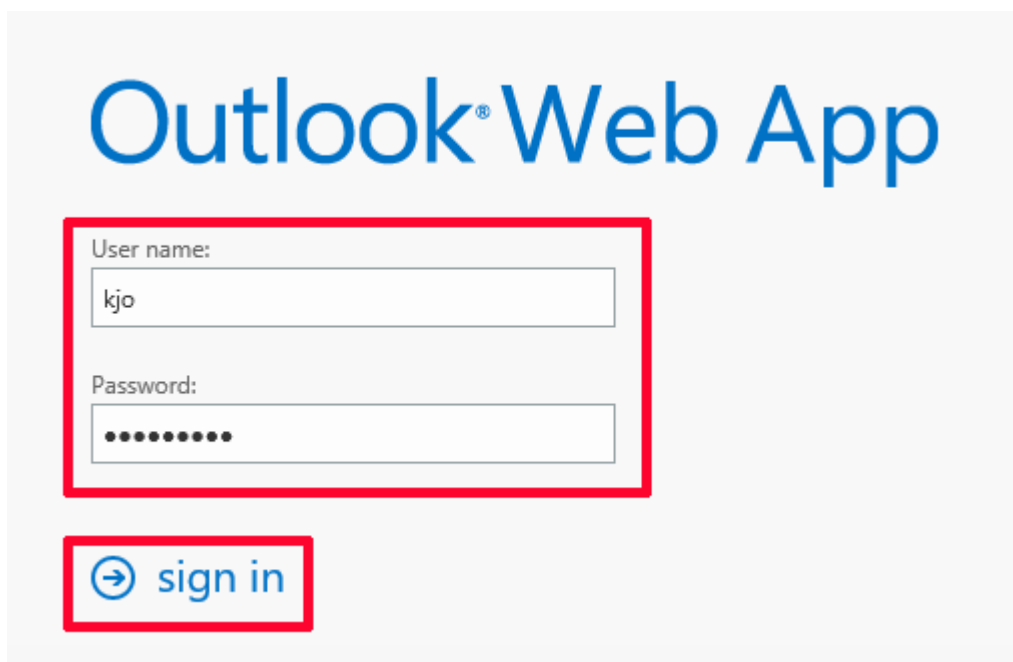 Outlook® Web App
User name:
kjo
Password:
•••••••••
sign in